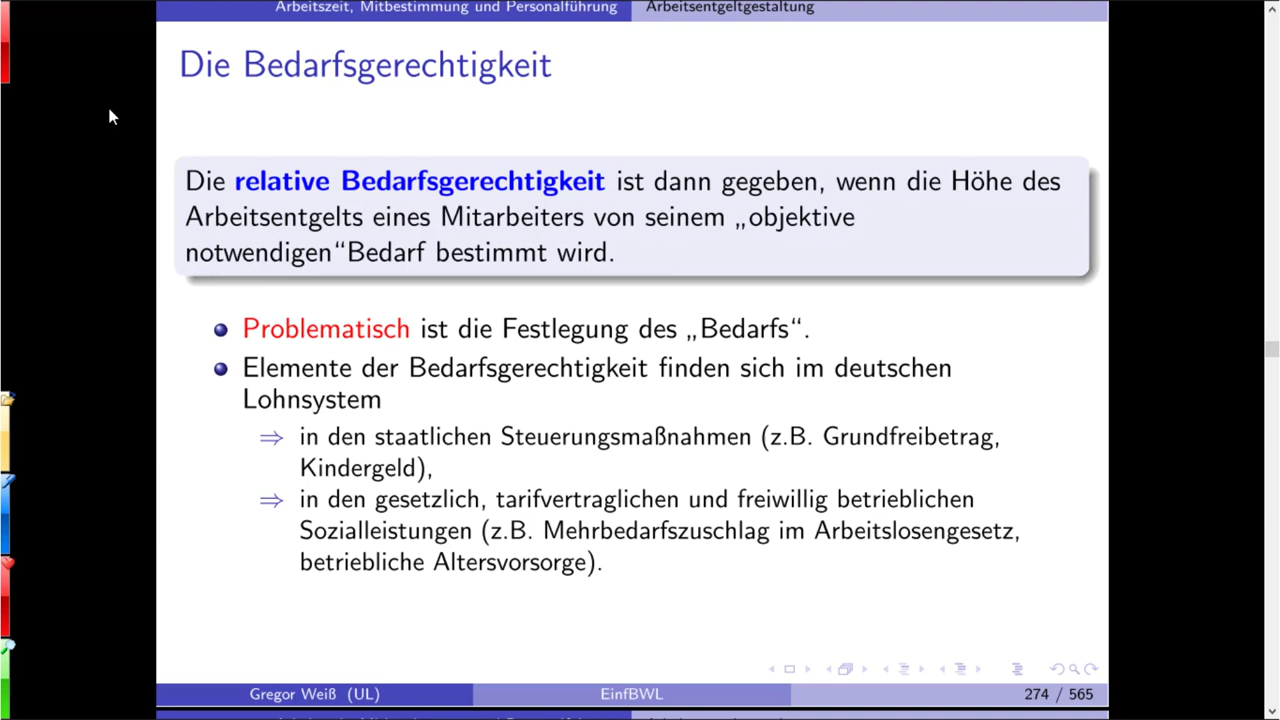 Arbeitszeit, Mitbestimmung und Personalführung Arbeitsentgeltgestaltung
Die Bedarfsgerechtigkeit
Die relative Bedarfsgerechtigkeit ist dann gegeben, wenn die Höhe des
Arbeitsentgelts eines Mitarbeiters von seinem „objektive
notwendigen“Bedarf bestimmt wird.
Problematisch ist die Festlegung des „Bedarfs“.
Elemente der Bedarfsgerechtigkeit finden sich im deutschen
Lohnsystem
⇒ in den staatlichen Steuerungsmaßnahmen (z.B. Grundfreibetrag,
Kindergeld),
⇒ in den gesetzlich, tarifvertraglichen und freiwillig betrieblichen
Sozialleistungen (z.B. Mehrbedarfszuschlag im Arbeitslosengesetz,
betriebliche Altersvorsorge).
Gregor Weiß (UL) EinfBWL 274 / 565